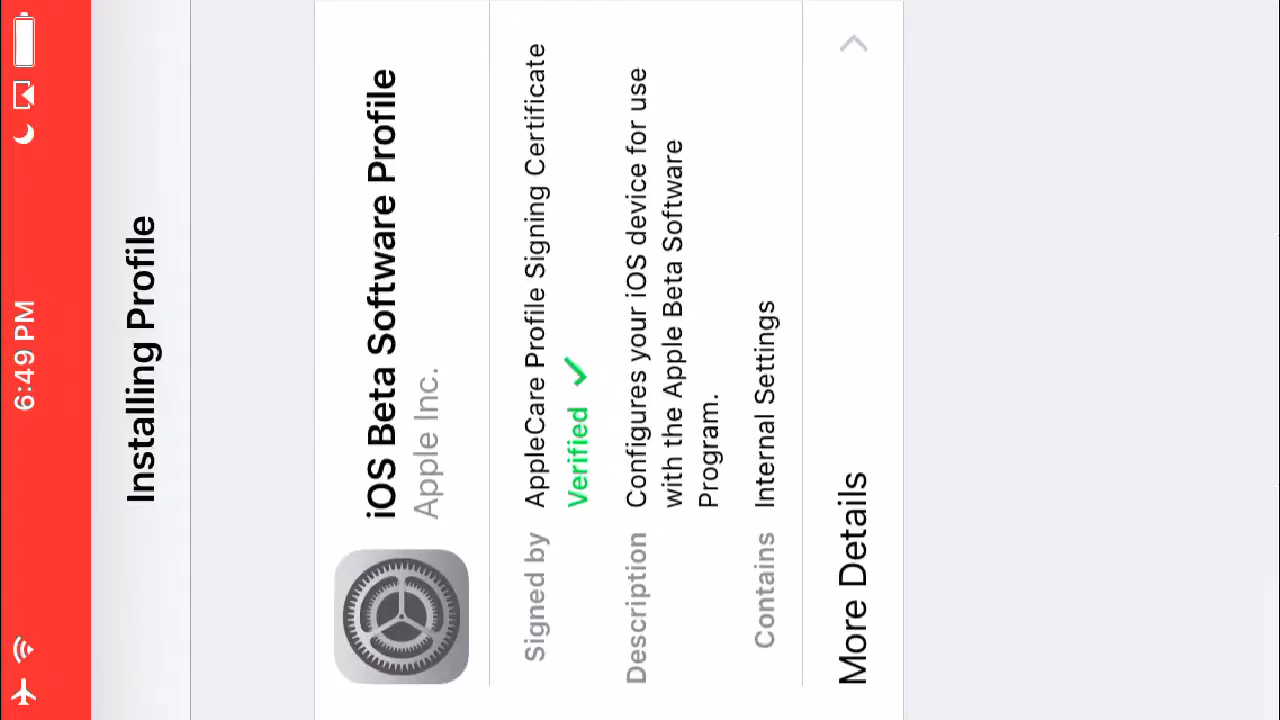 6:49 PM
Installing Profile
iOS Beta Software Profile
Apple Inc.
Signed by AppleCare Profile Signing Certificate
Verified ✓
Description Configures your iOS device for use
with the Apple Beta Software
Program.
Contains Internal Settings
More Details